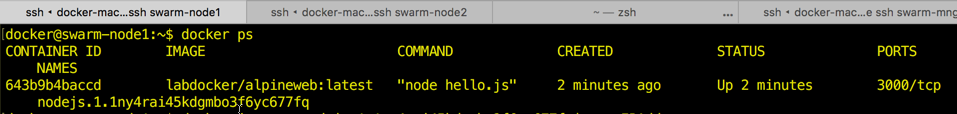 ssh ‹ docker-mac...ssh swarm-node1 ssh ‹ docker-mac...ssh swarm-node2 ~ — zsh ... ssh ‹ docker-mac...e ssh swarm-mng
[docker@swarm-node1:~$ docker ps
CONTAINER ID IMAGE COMMAND CREATED STATUS PORTS
NAMES
643b9b4baccd labdocker/alpineweb:latest "node hello.js" 2 minutes ago Up 2 minutes 3000/tcp
nodejs.1.1ny4rai45kdgmbo3f6yc677fq